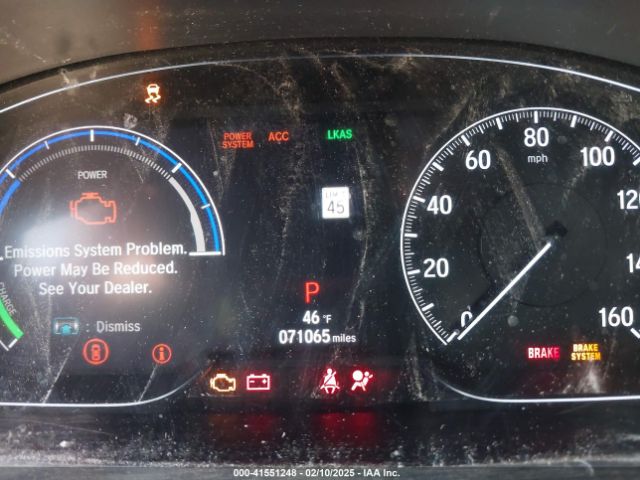 POWER
SYSTEM
ACC
LKAS
POWER
Emissions System Problem.
Power May Be Reduced.
See Your Dealer.
: Dismiss
CHARGE
45
P
46 °F
071065 miles
0
20
40
60
80
mph
100
120
160
BRAKE
BRAKE
SYSTEM
000-41551248 - 02/10/2025 - IAA Inc.